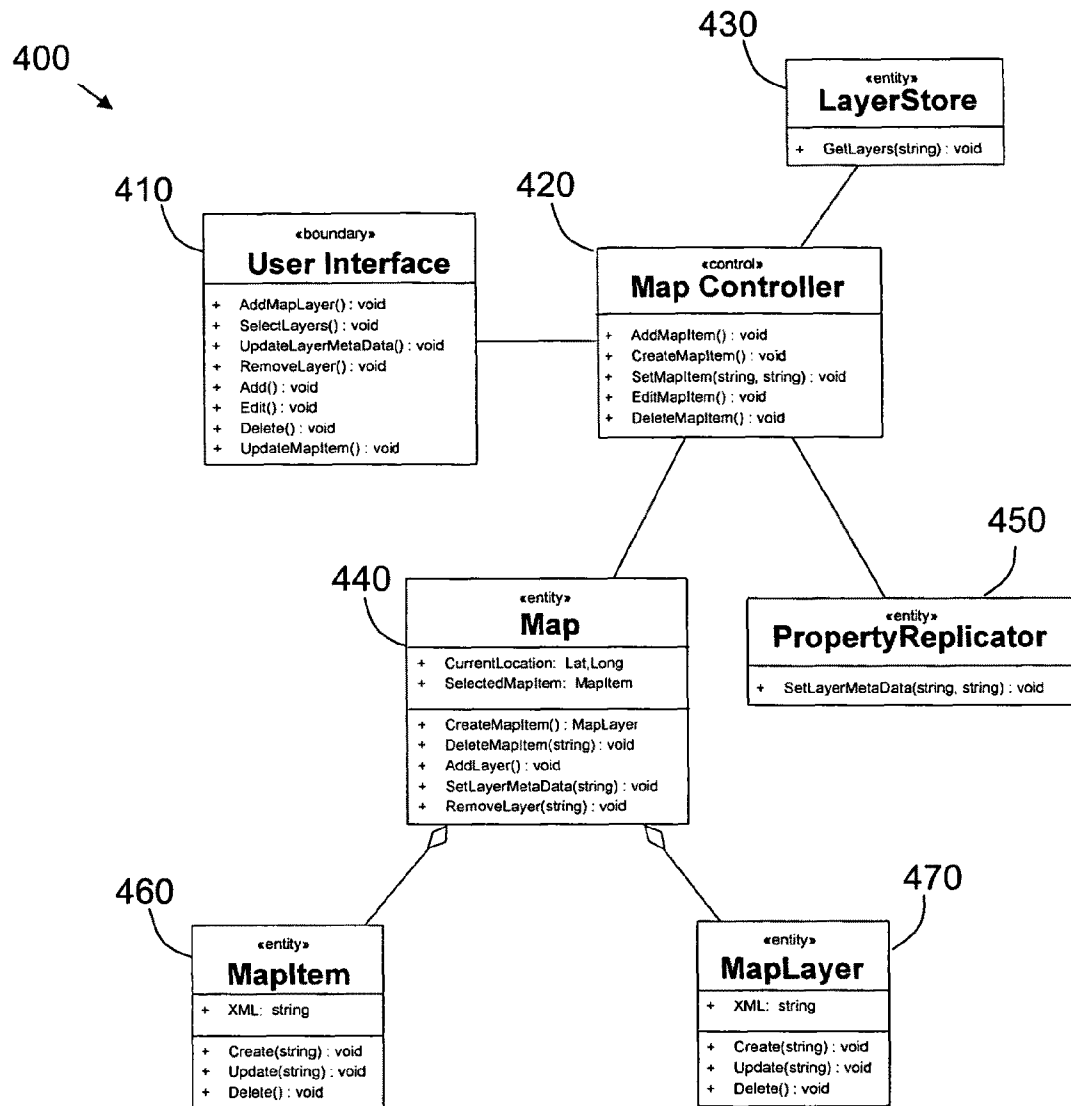 400
430
«entity»
LayerStore
+ GetLayers(string) : void
410
«boundary»
User Interface
+ AddMapLayer() : void
+ SelectLayers() : void
+ UpdateLayerMetaData() : void
+ RemoveLayer() : void
+ Add() : void
+ Edit() : void
+ Delete() : void
+ UpdateMapItem() : void
420
«control»
Map Controller
+ AddMapItem() : void
+ CreateMapItem() : void
+ SetMapItem(string, string) : void
+ EditMapItem() : void
+ DeleteMapItem() : void
440
«entity»
Map
+ CurrentLocation: Lat,Long
+ SelectedMapItem: MapItem
+ CreateMapItem() : MapLayer
+ DeleteMapItem(string) : void
+ AddLayer() : void
+ SetLayerMetaData(string) : void
+ RemoveLayer(string) : void
450
«entity»
PropertyReplicator
+ SetLayerMetaData(string, string) : void
460
«entity»
MapItem
+ XML: string
+ Create(string) : void
+ Update(string) : void
+ Delete() : void
470
«entity»
MapLayer
+ XML: string
+ Create(string) : void
+ Update(string) : void
+ Delete() : void